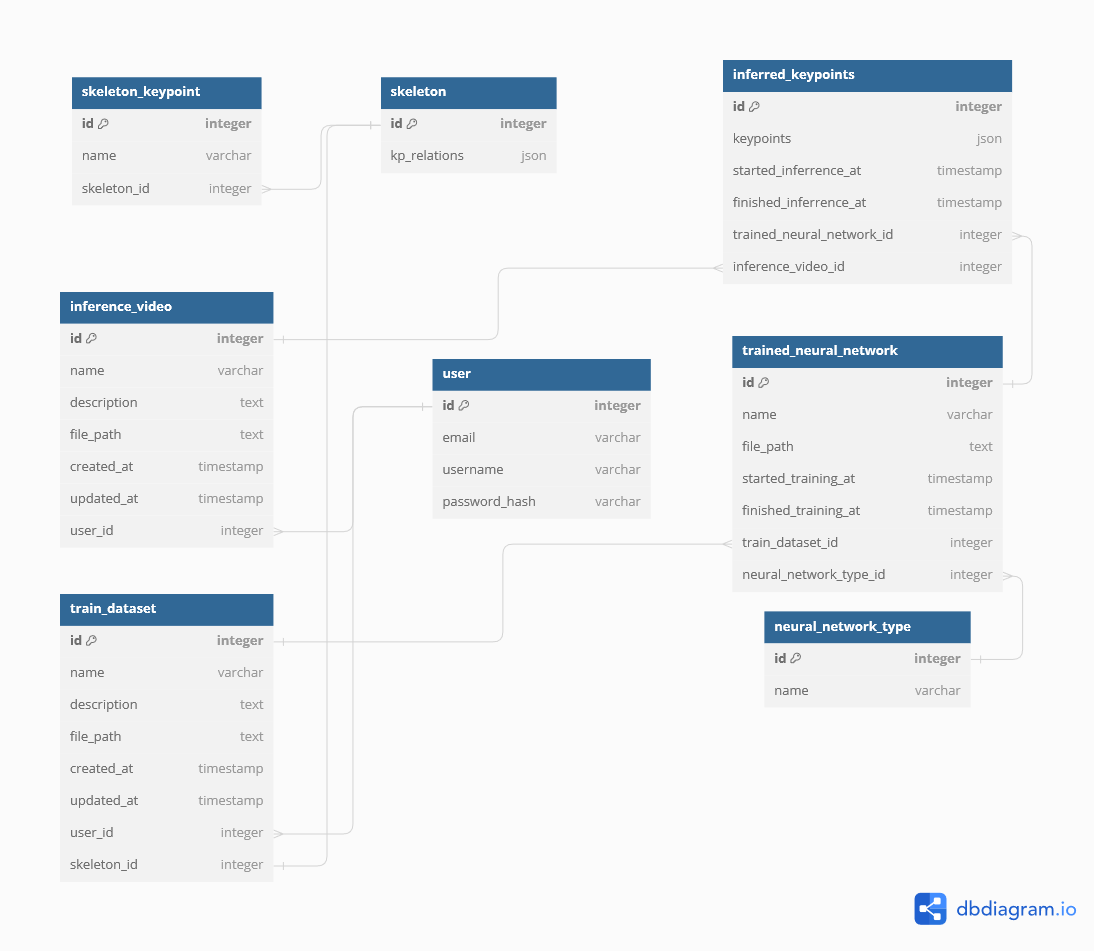 skeleton_keypoint
id integer
name varchar
skeleton_id integer
skeleton
id integer
kp_relations json
inferred_keypoints
id integer
keypoints json
started_inferrence_at timestamp
finished_inferrence_at timestamp
trained_neural_network_id integer
inference_video_id integer
inference_video
id integer
name varchar
description text
file_path text
created_at timestamp
updated_at timestamp
user_id integer
user
id integer
email varchar
username varchar
password_hash varchar
trained_neural_network
id integer
name varchar
file_path text
started_training_at timestamp
finished_training_at timestamp
train_dataset_id integer
neural_network_type_id integer
train_dataset
id integer
name varchar
description text
file_path text
created_at timestamp
updated_at timestamp
user_id integer
skeleton_id integer
neural_network_type
id integer
name varchar
dbdiagram.io